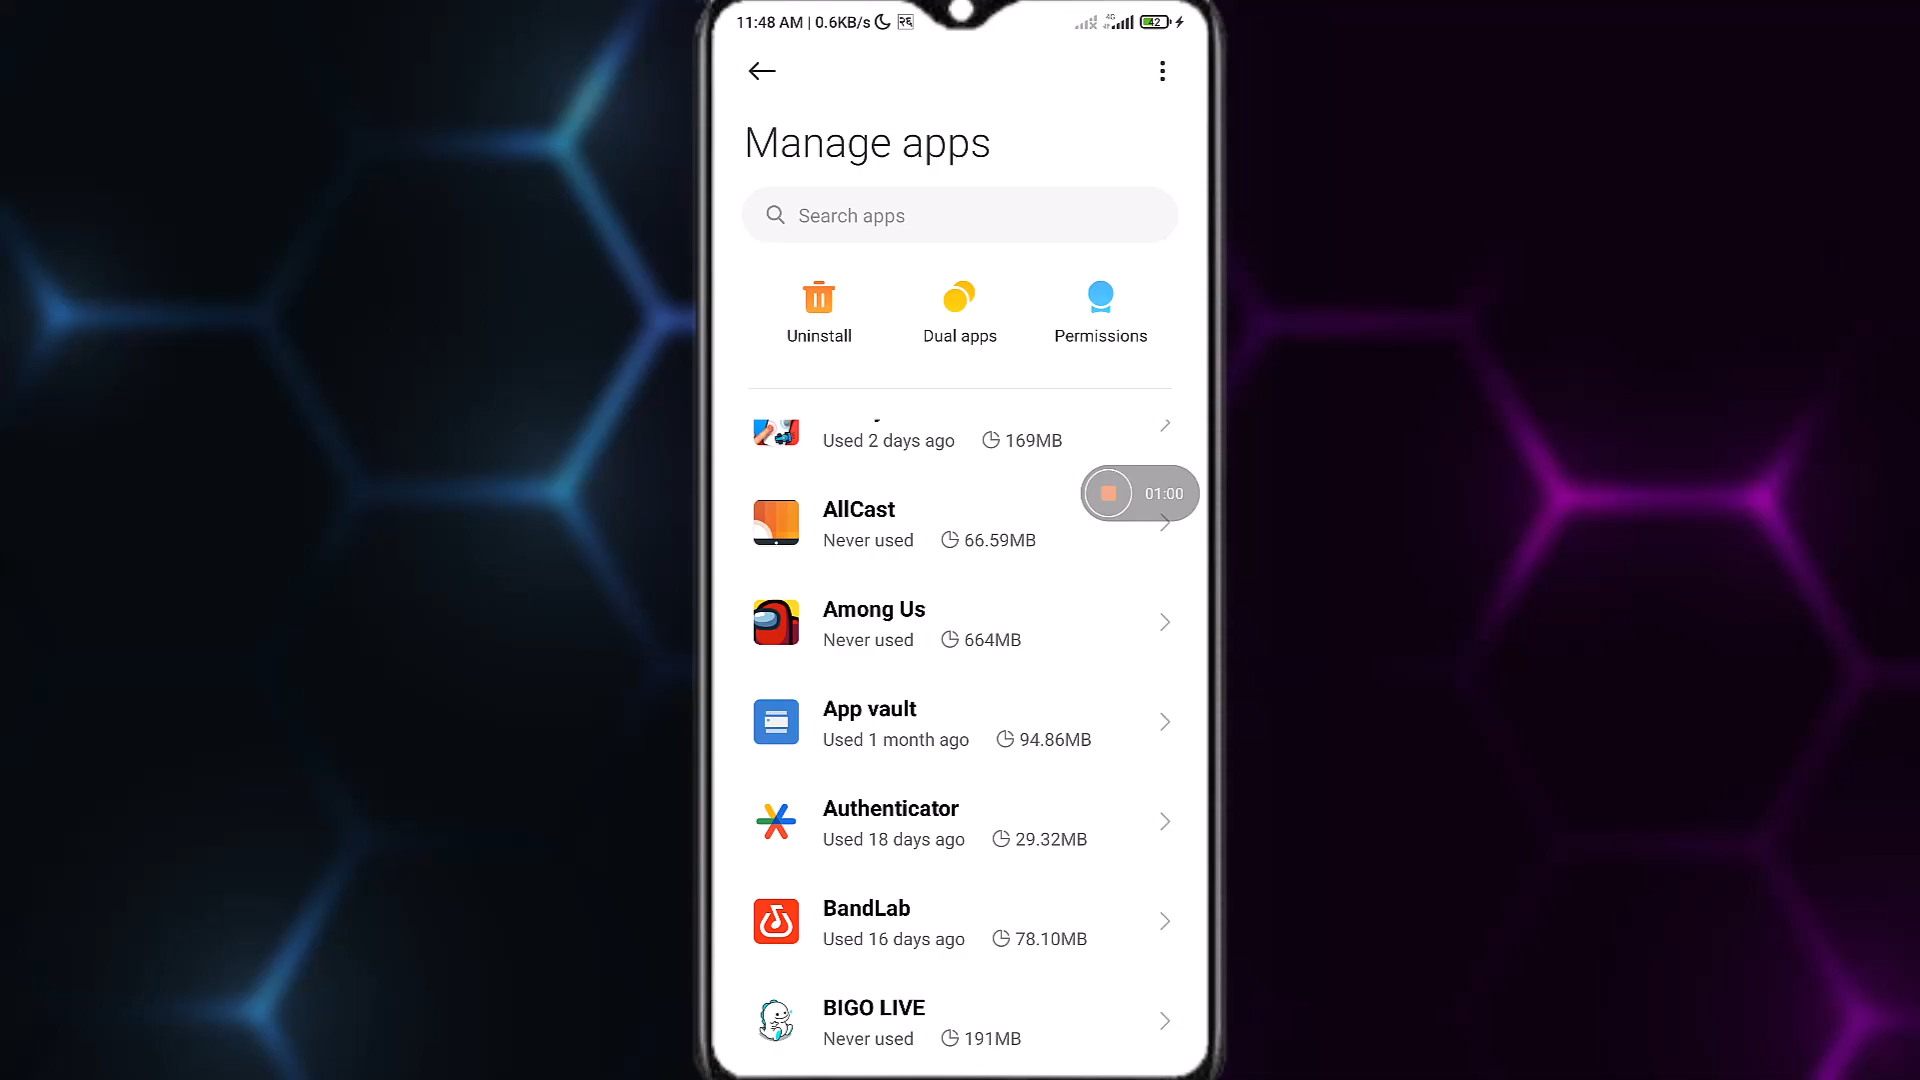 11:48 AM | 0.6KB/s
4G 42
Manage apps
Search apps
Uninstall Dual apps Permissions
Used 2 days ago 169MB
01:00
AllCast
Never used 66.59MB
Among Us
Never used 664MB
App vault
Used 1 month ago 94.86MB
Authenticator
Used 18 days ago 29.32MB
BandLab
Used 16 days ago 78.10MB
BIGO LIVE
Never used 191MB